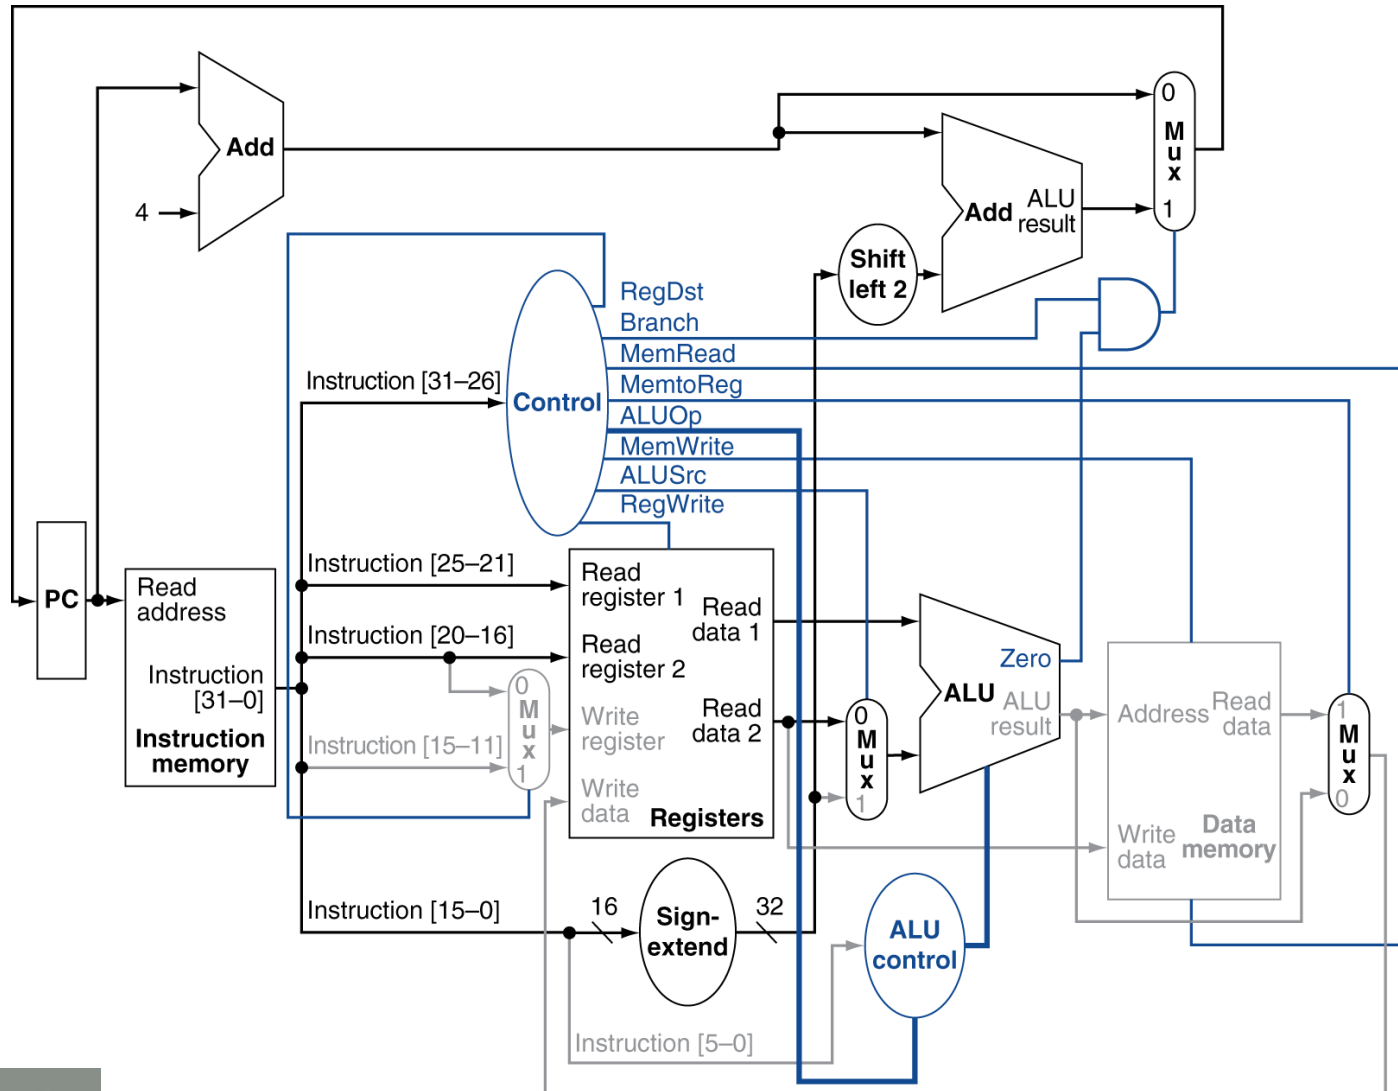 0
M
u
x
1
Add
4
Add
ALU
result
Shift
left 2
RegDst
Branch
MemRead
MemtoReg
ALUOp
MemWrite
ALUSrc
RegWrite
Control
Instruction [31–26]
Instruction [25–21]
Instruction [20–16]
Instruction [15–11]
Instruction [15–0]
Instruction [5–0]
PC
Read
address
Instruction
[31–0]
Instruction
memory
0
M
u
x
1
Read
register 1
Read
register 2
Write
register
Write
data
Read
data 1
Read
data 2
Registers
0
M
u
x
1
Zero
ALU
ALU
result
Address
Read
data
Write
data
Data
memory
1
M
u
x
0
16
Sign-
extend
32
ALU
control